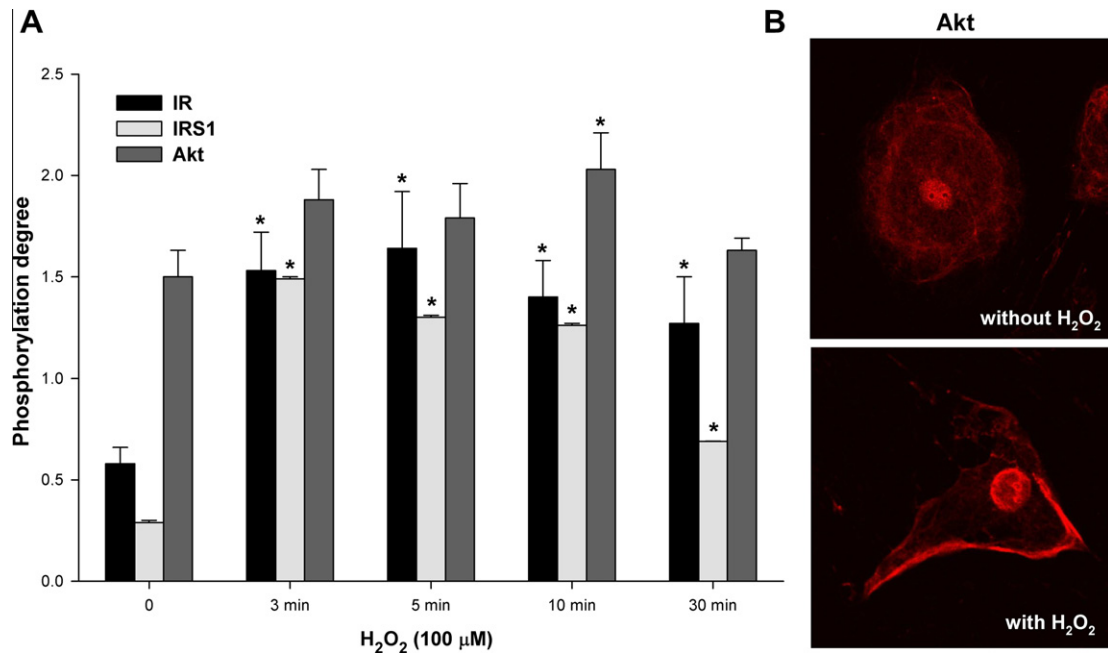 A
Phosphorylation degree
2.5
2.0
1.5
1.0
0.5
0.0
IR
IRS1
Akt
*
*
*
*
*
*
*
*
*
0
3 min
5 min
10 min
30 min
H₂O₂ (100 µM)
B
Akt
without H₂O₂
with H₂O₂